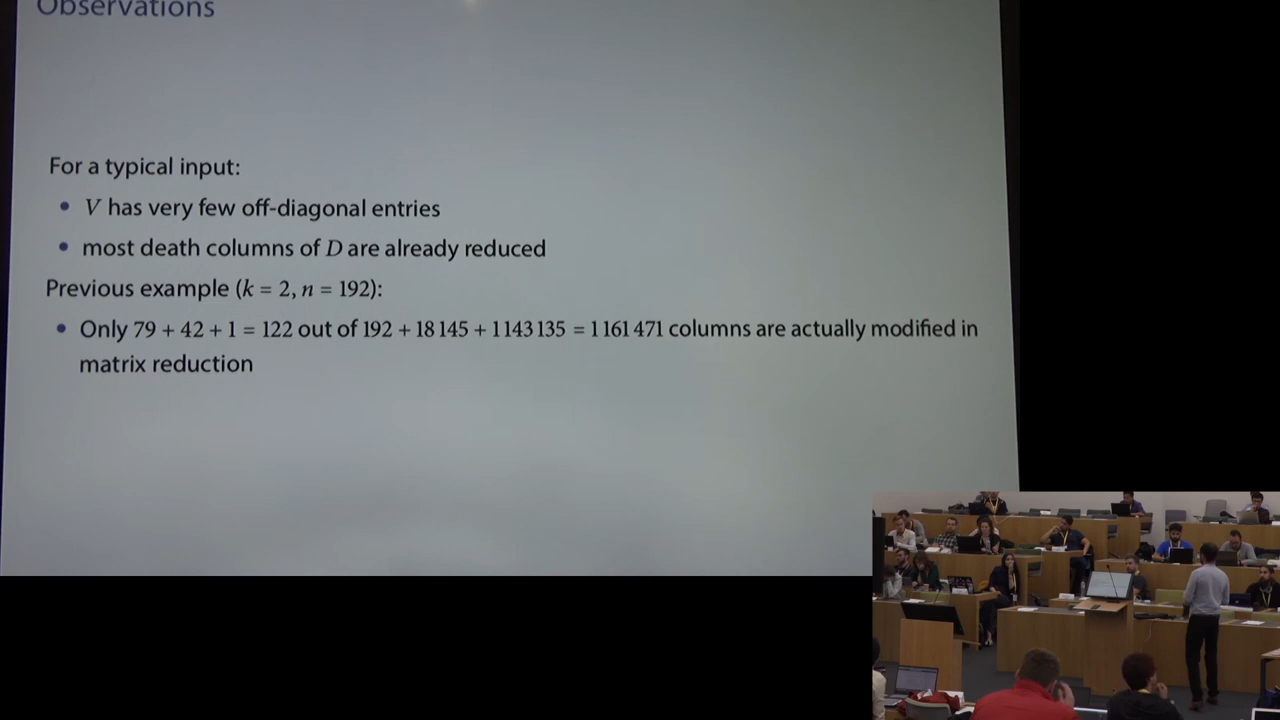 Observations
For a typical input:
• V has very few off-diagonal entries
• most death columns of D are already reduced
Previous example (k = 2, n = 192):
• Only 79 + 42 + 1 = 122 out of 192 + 18 145 + 1 143 135 = 1 161 471 columns are actually modified in
matrix reduction